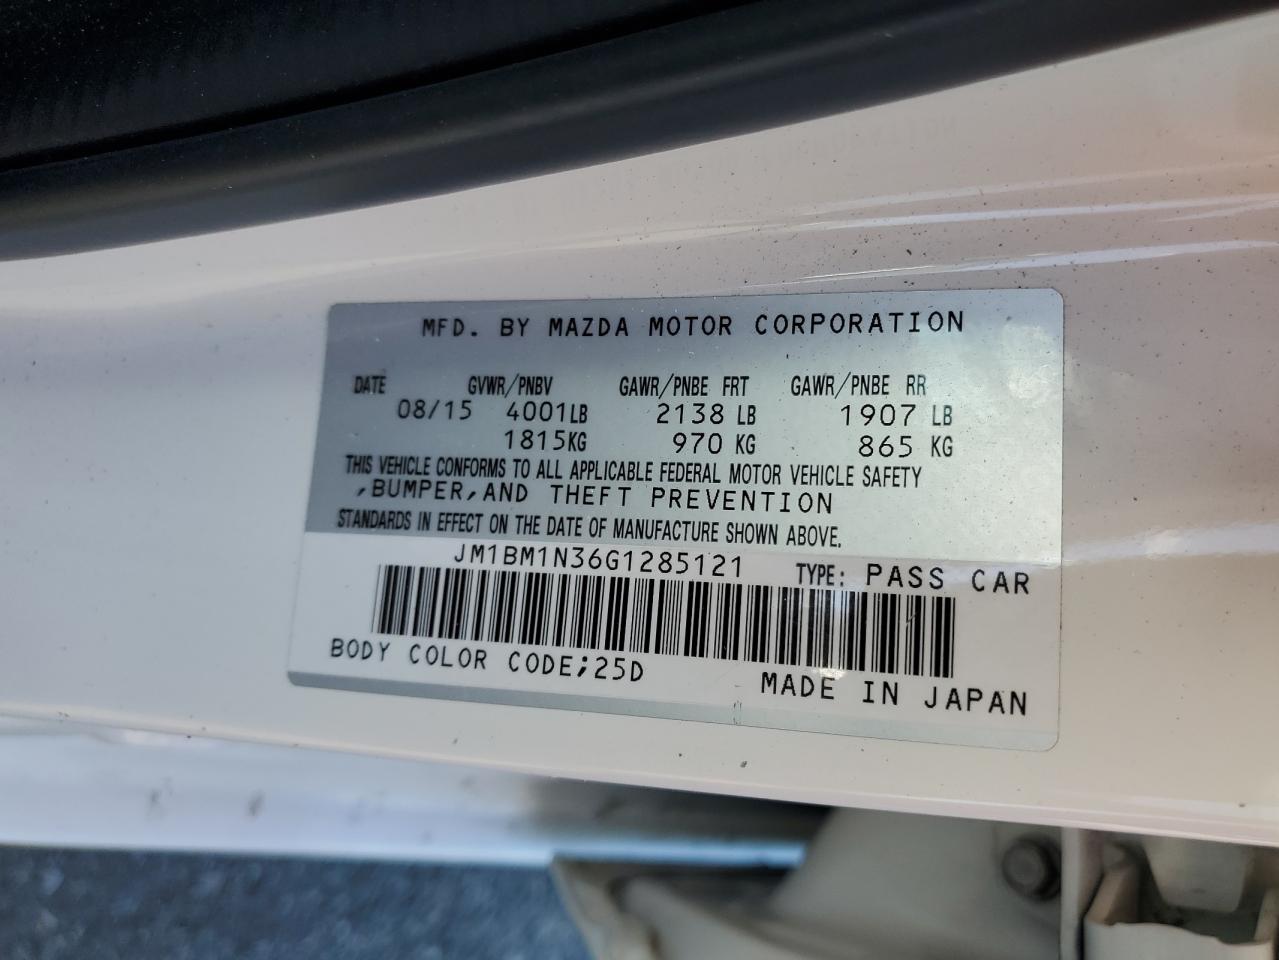 MFD. BY MAZDA MOTOR CORPORATION
DATE GVWR/PNBV GAWR/PNBE FRT GAWR/PNBE RR
08/15 4001LB 2138 LB 1907 LB
1815KG 970 KG 865 KG
THIS VEHICLE CONFORMS TO ALL APPLICABLE FEDERAL MOTOR VEHICLE SAFETY
,BUMPER,AND THEFT PREVENTION
STANDARDS IN EFFECT ON THE DATE OF MANUFACTURE SHOWN ABOVE.
JM1BM1N36G1285121 TYPE: PASS CAR
BODY COLOR CODE;25D
MADE IN JAPAN